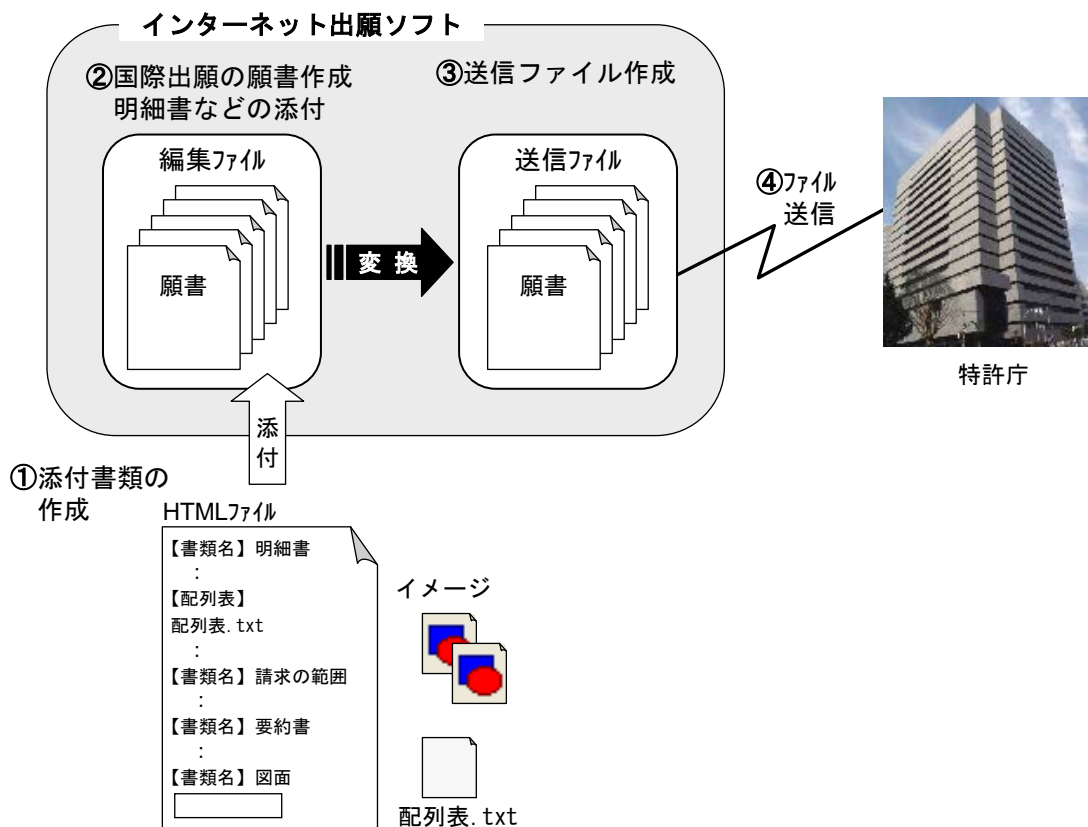 インターネット出願ソフト
②国際出願の願書作成
明細書などの添付
③送信ファイル作成
編集ファイル
願書
変換
送信ファイル
願書
④ファイル
送信
特許庁
添
付
①添付書類の
作成
HTMLファイル
【書類名】明細書
:
【配列表】
配列表.txt
:
【書類名】請求の範囲
:
【書類名】要約書
:
【書類名】図面
イメージ
配列表.txt